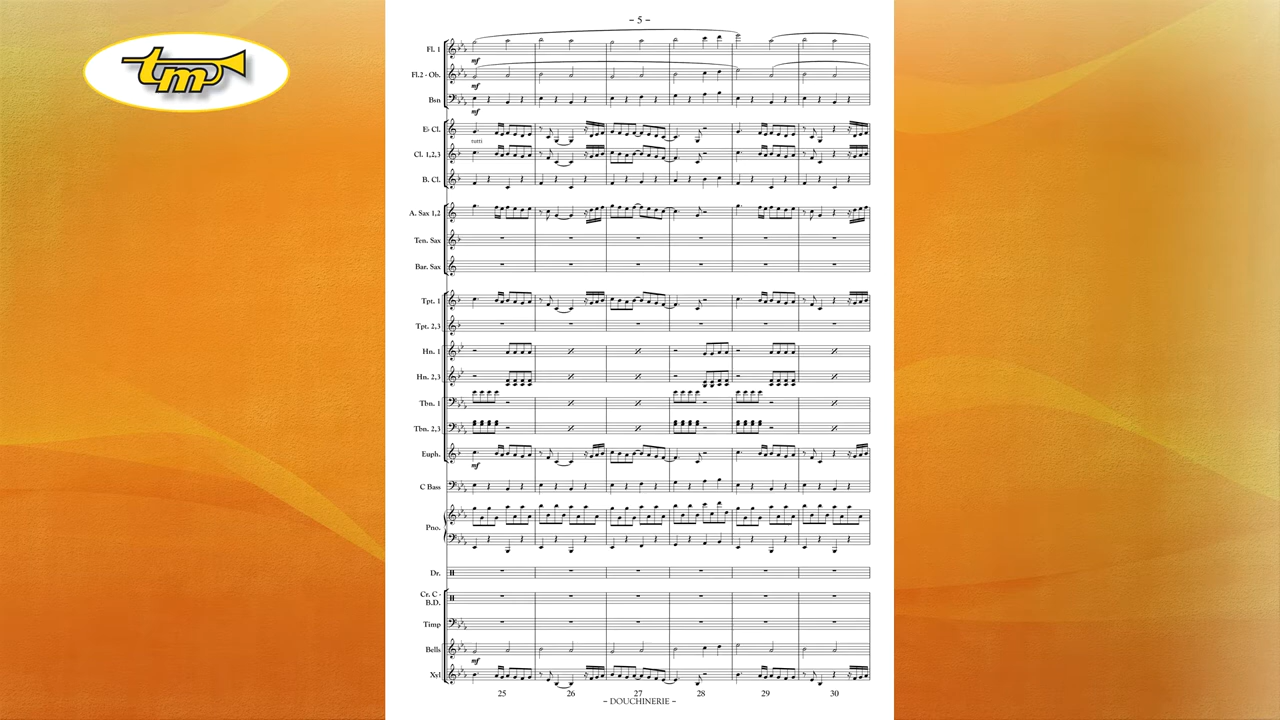 tm
– 5 –
Fl. 1
mf
Fl.2 - Ob.
mf
Bsn
mf
E♭ Cl.
tutti
Cl. 1,2,3
B. Cl.
A. Sax 1,2
Ten. Sax
Bar. Sax
Tpt. 1
Tpt. 2,3
Hn. 1
Hn. 2,3
Tbn. 1
Tbn. 2,3
Euph.
mf
C Bass
Pno.
Dr.
Cr. C -
B.D.
Timp
Bells
mf
Xyl
25 26 27 28 29 30
– DOUCHINERIE –